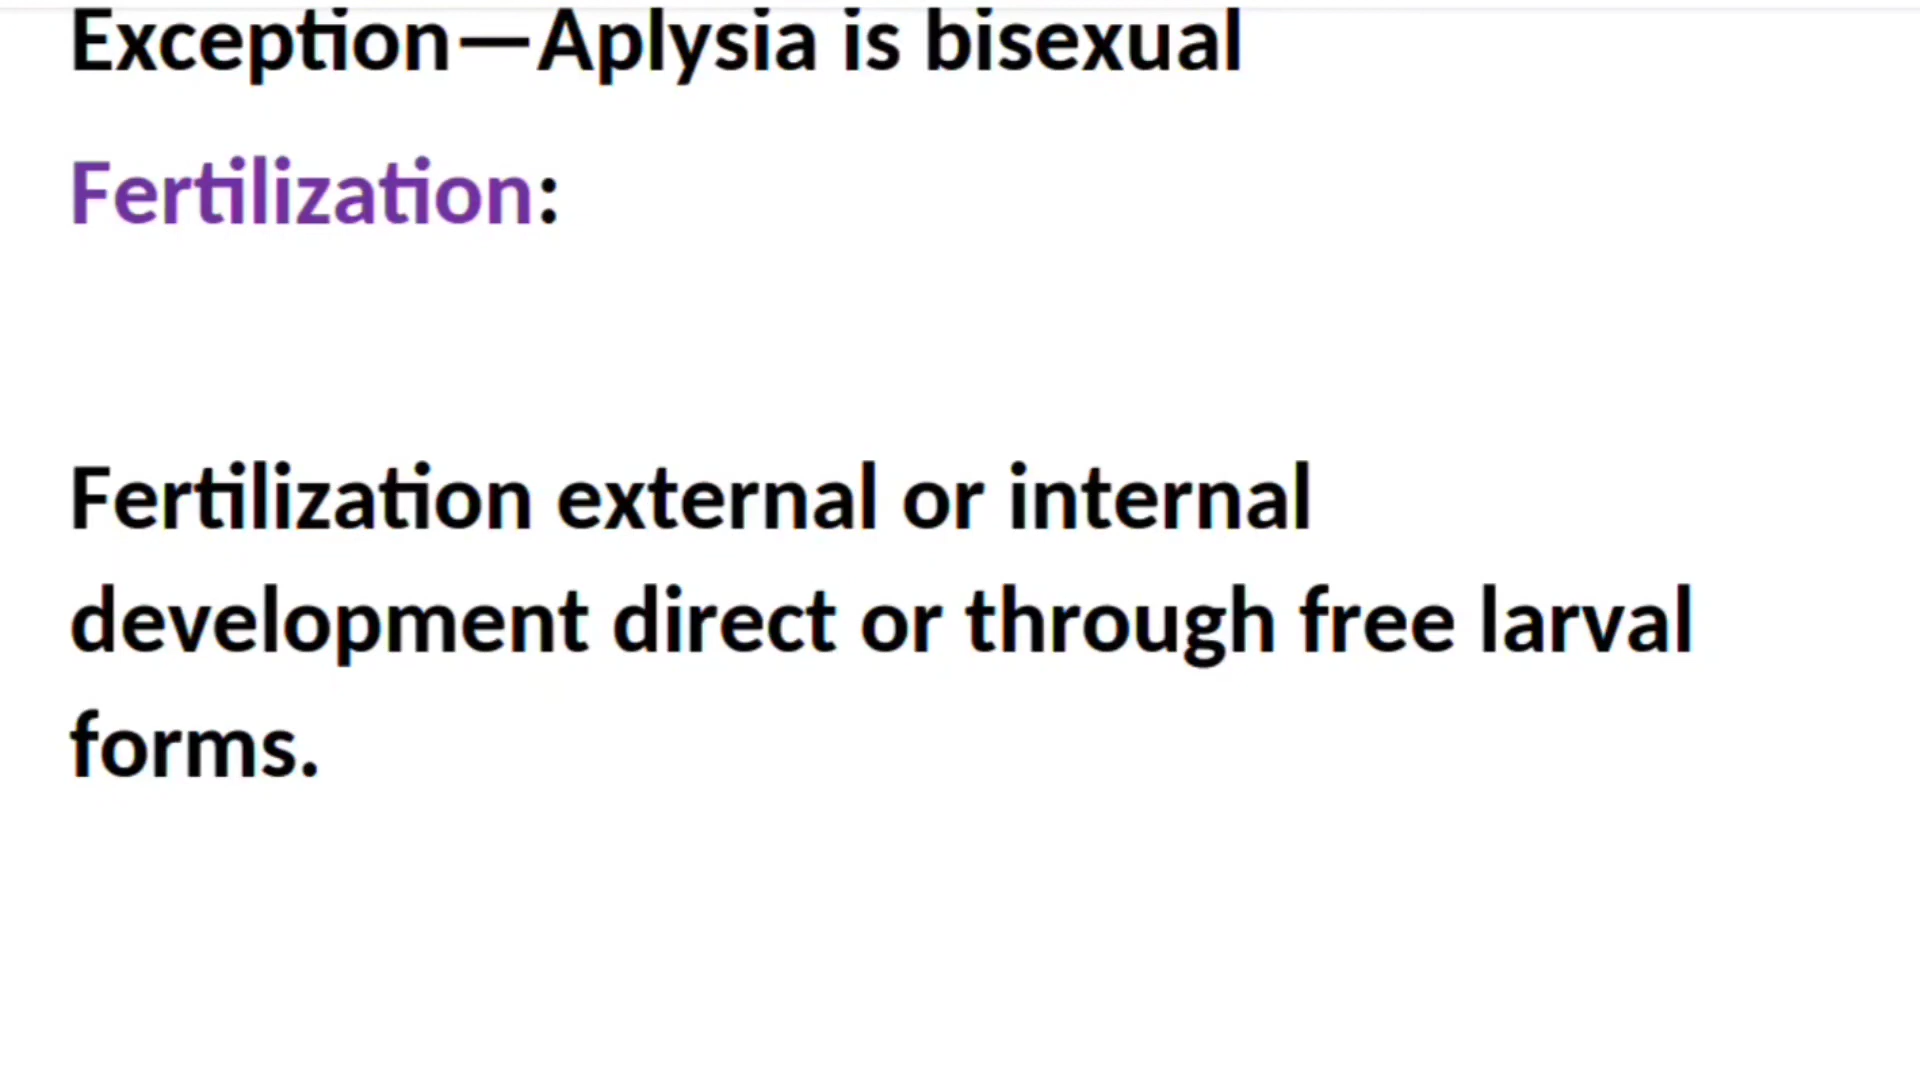 Exception—Aplysia is bisexual
Fertilization:
Fertilization external or internal
development direct or through free larval
forms.